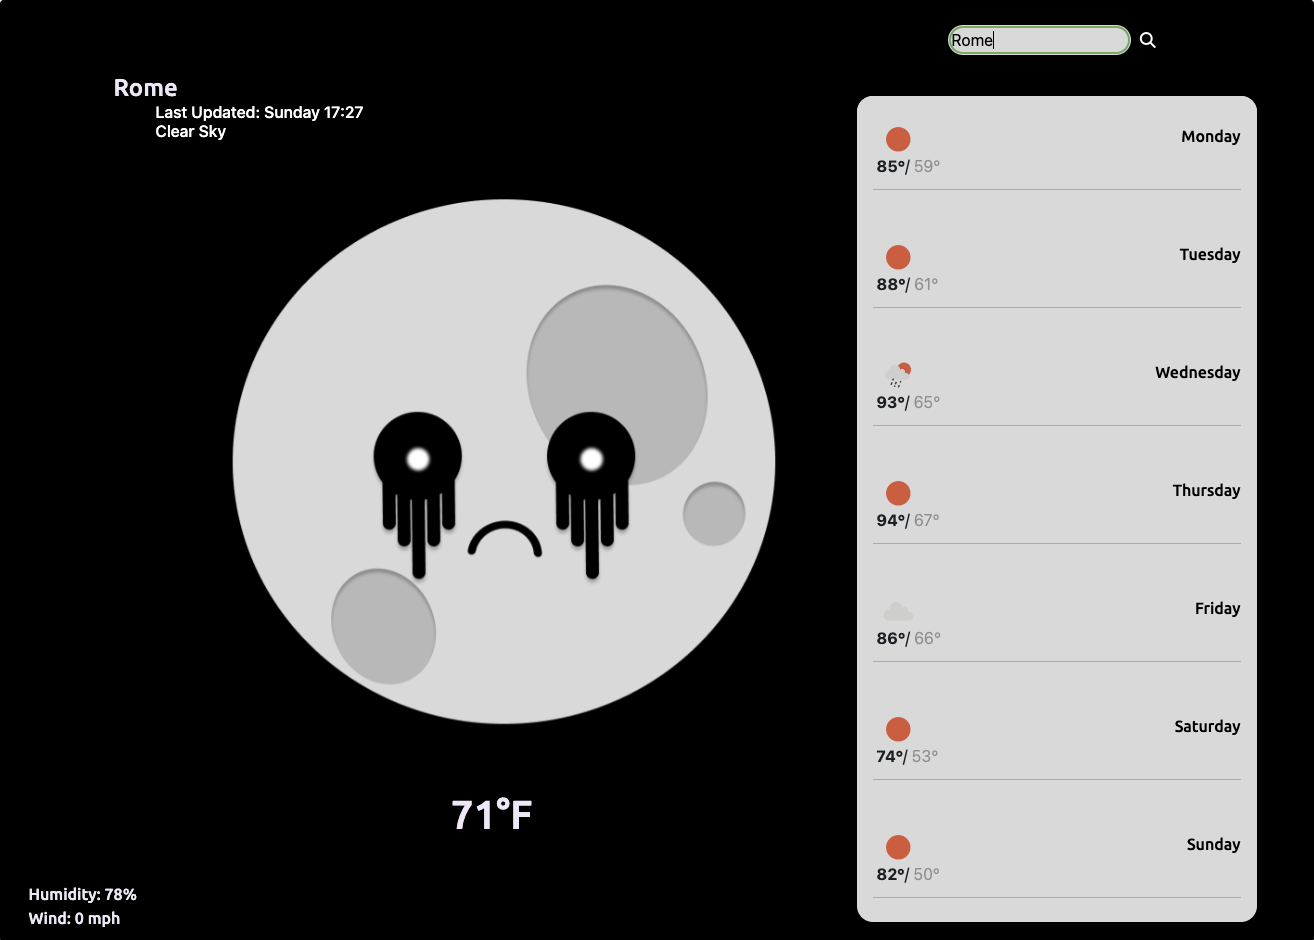 Rome
Rome
Last Updated: Sunday 17:27
Clear Sky
71°F
Humidity: 78%
Wind: 0 mph
Monday
85°/ 59°
Tuesday
88°/ 61°
Wednesday
93°/ 65°
Thursday
94°/ 67°
Friday
86°/ 66°
Saturday
74°/ 53°
Sunday
82°/ 50°